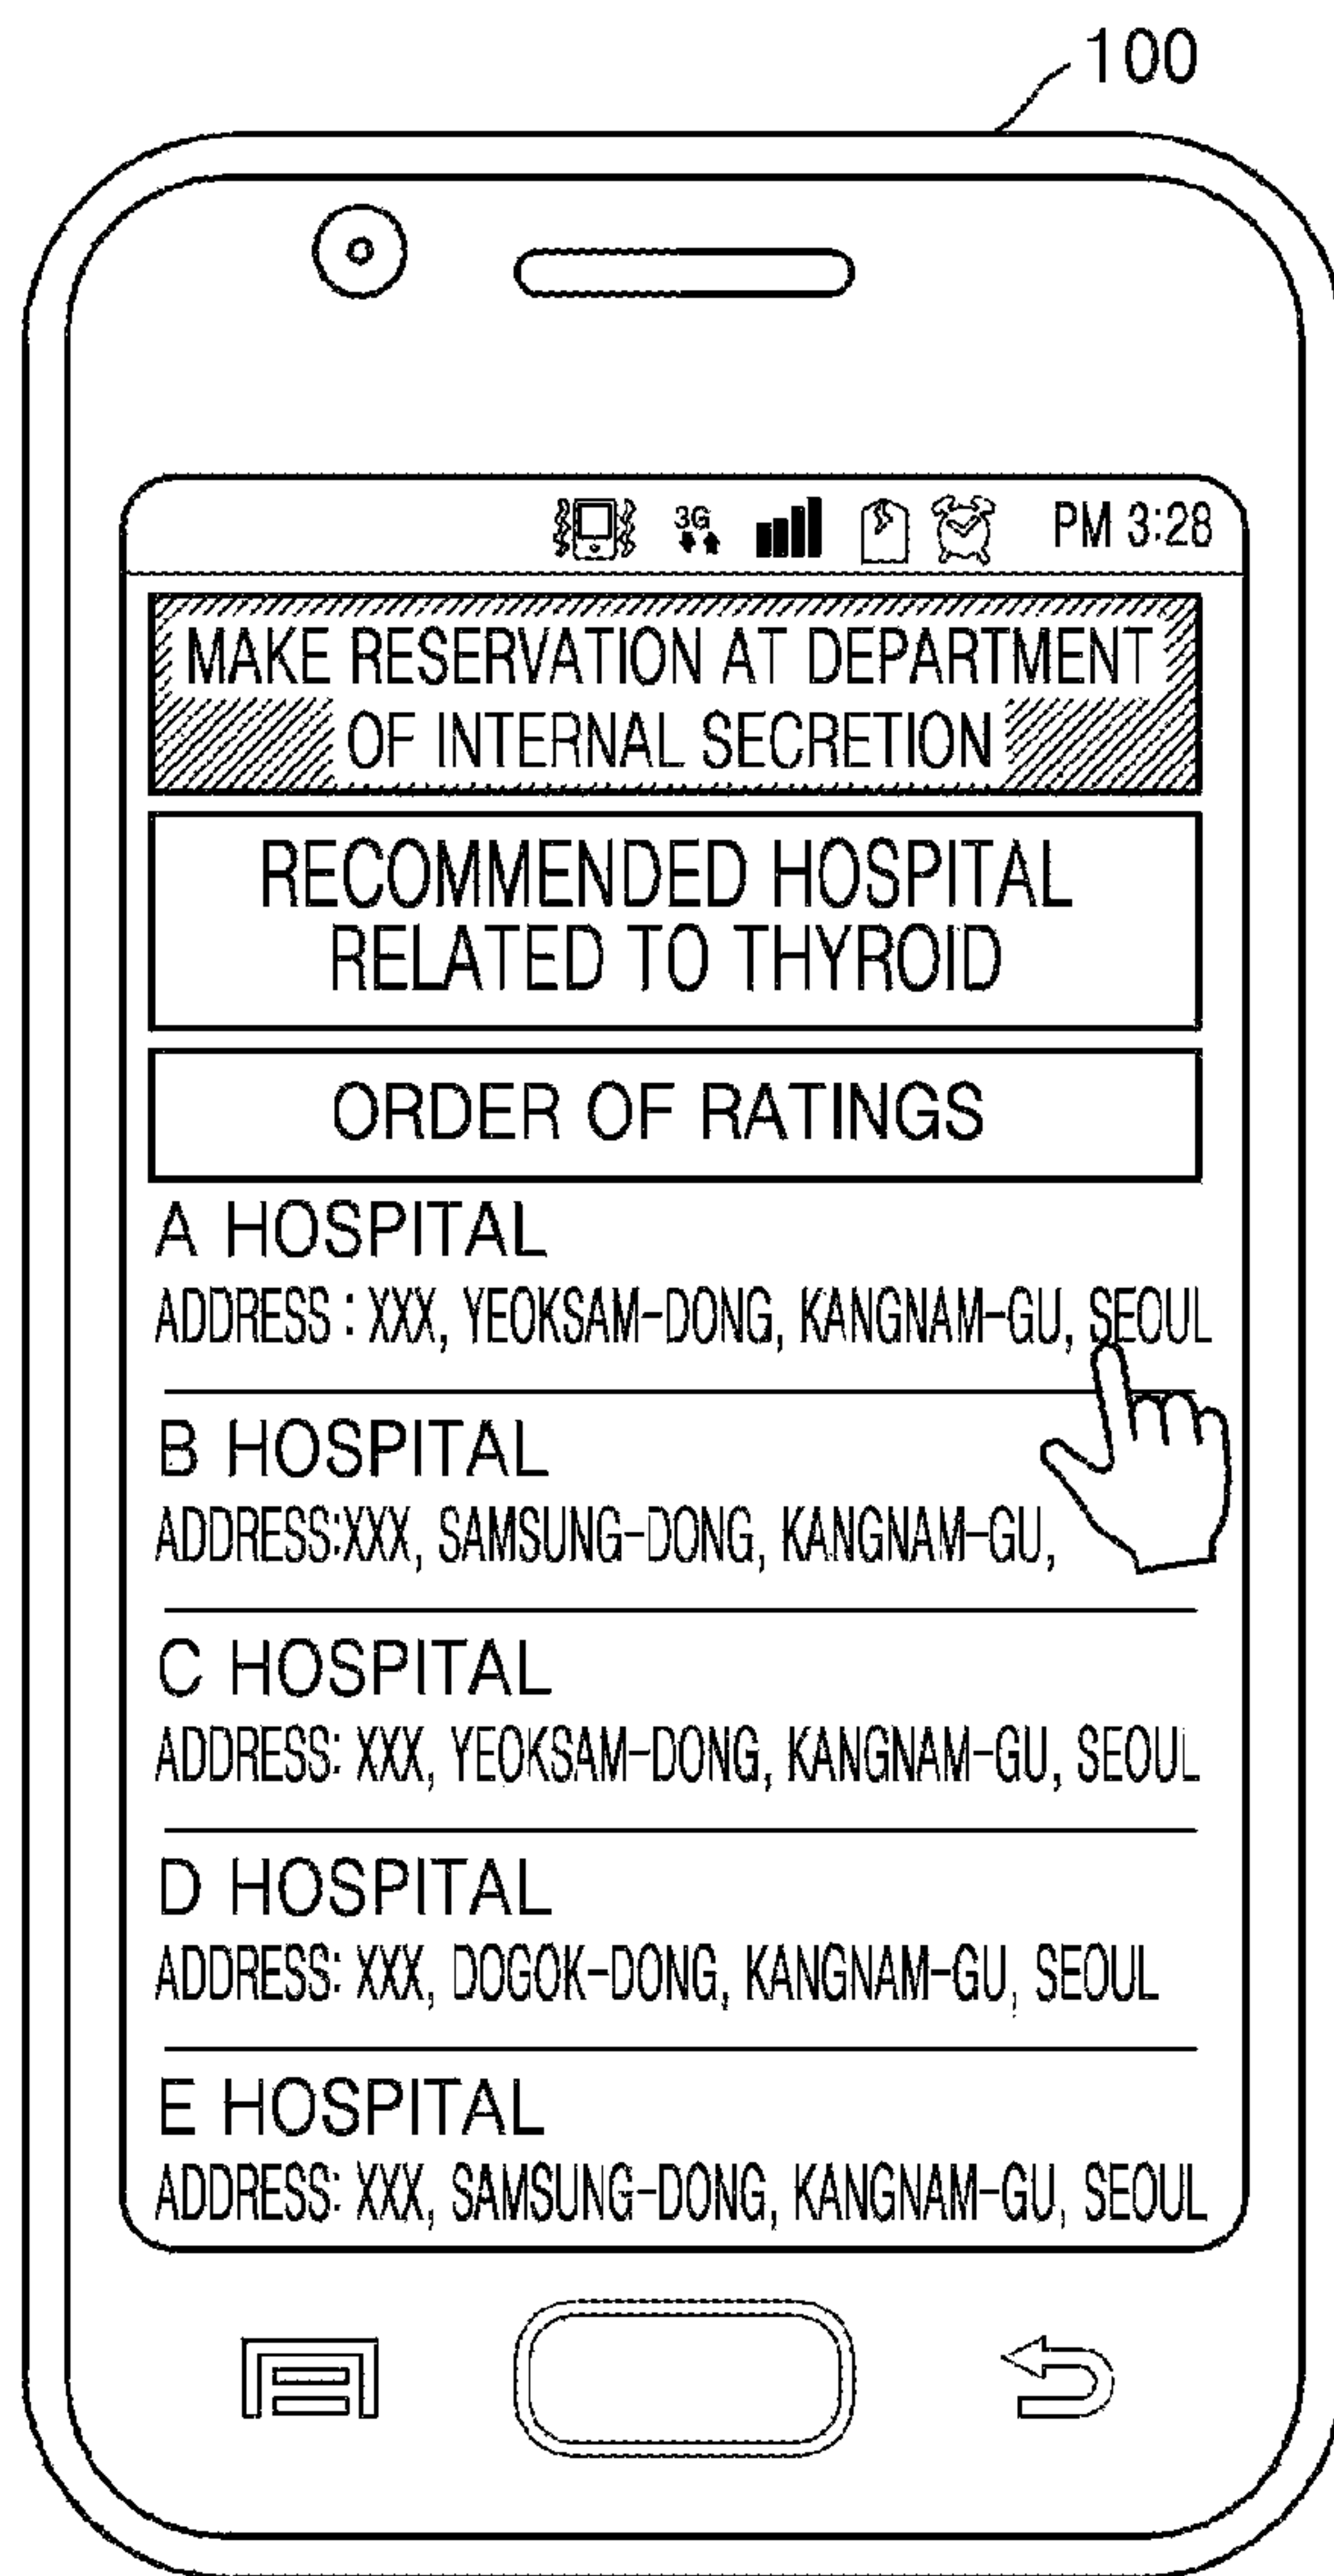 100
3G
PM 3:28
MAKE RESERVATION AT DEPARTMENT
OF INTERNAL SECRETION
RECOMMENDED HOSPITAL
RELATED TO THYROID
ORDER OF RATINGS
A HOSPITAL
ADDRESS : XXX, YEOKSAM-DONG, KANGNAM-GU, SEOUL
B HOSPITAL
ADDRESS:XXX, SAMSUNG-DONG, KANGNAM-GU,
C HOSPITAL
ADDRESS: XXX, YEOKSAM-DONG, KANGNAM-GU, SEOUL
D HOSPITAL
ADDRESS: XXX, DOGOK-DONG, KANGNAM-GU, SEOUL
E HOSPITAL
ADDRESS: XXX, SAMSUNG-DONG, KANGNAM-GU, SEOUL